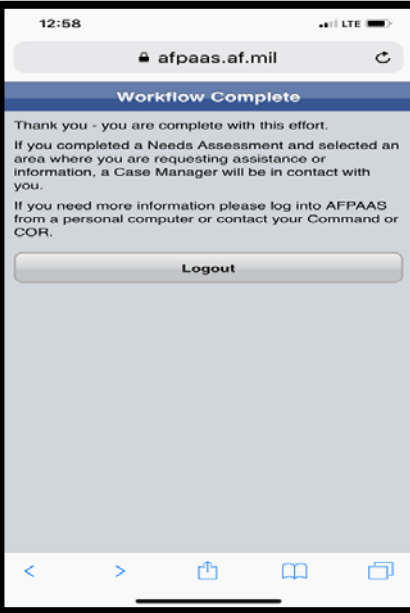 12:58
LTE
afpaas.af.mil
Workflow Complete
Thank you - you are complete with this effort.
If you completed a Needs Assessment and selected an
area where you are requesting assistance or
information, a Case Manager will be in contact with
you.
If you need more information please log into AFPAAS
from a personal computer or contact your Command or
COR.
Logout